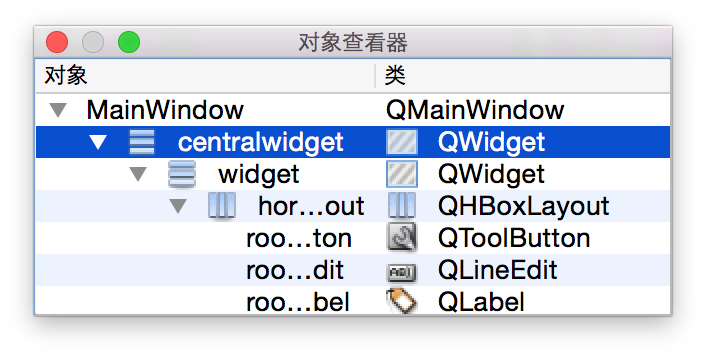 对象查看器
对象 类
MainWindow QMainWindow
centralwidget QWidget
widget QWidget
hor...out QHBoxLayout
roo...ton QToolButton
roo...dit QLineEdit
roo...bel QLabel